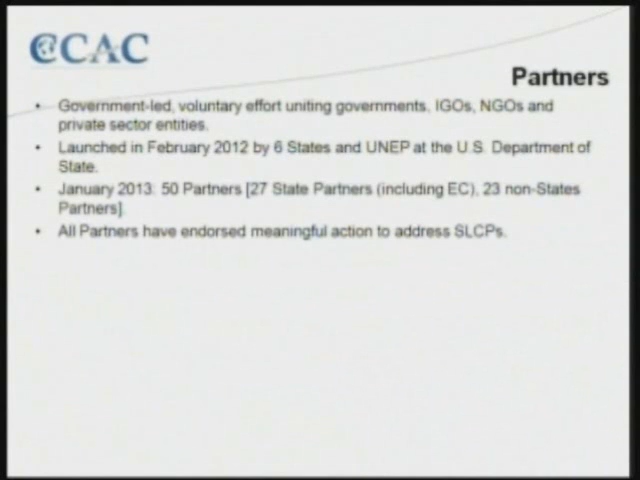 CCAC
Partners
• Government-led, voluntary effort uniting governments, IGOs, NGOs and
private sector entities.
• Launched in February 2012 by 6 States and UNEP at the U.S. Department of
State.
• January 2013: 50 Partners [27 State Partners (including EC), 23 non-States
Partners]
• All Partners have endorsed meaningful action to address SLCPs.